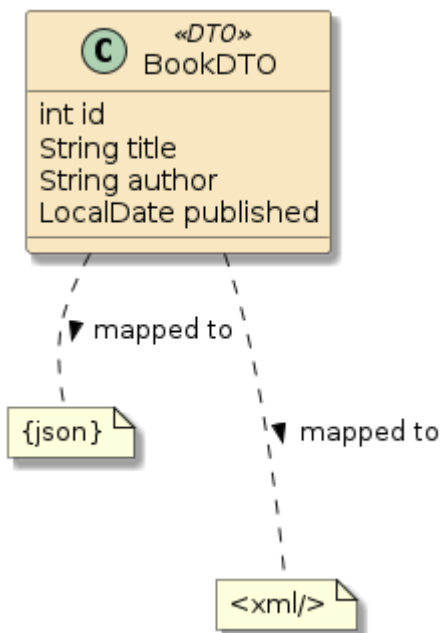 C
«DTO»
BookDTO
int id
String title
String author
LocalDate published
mapped to
{json}
mapped to
<xml/>